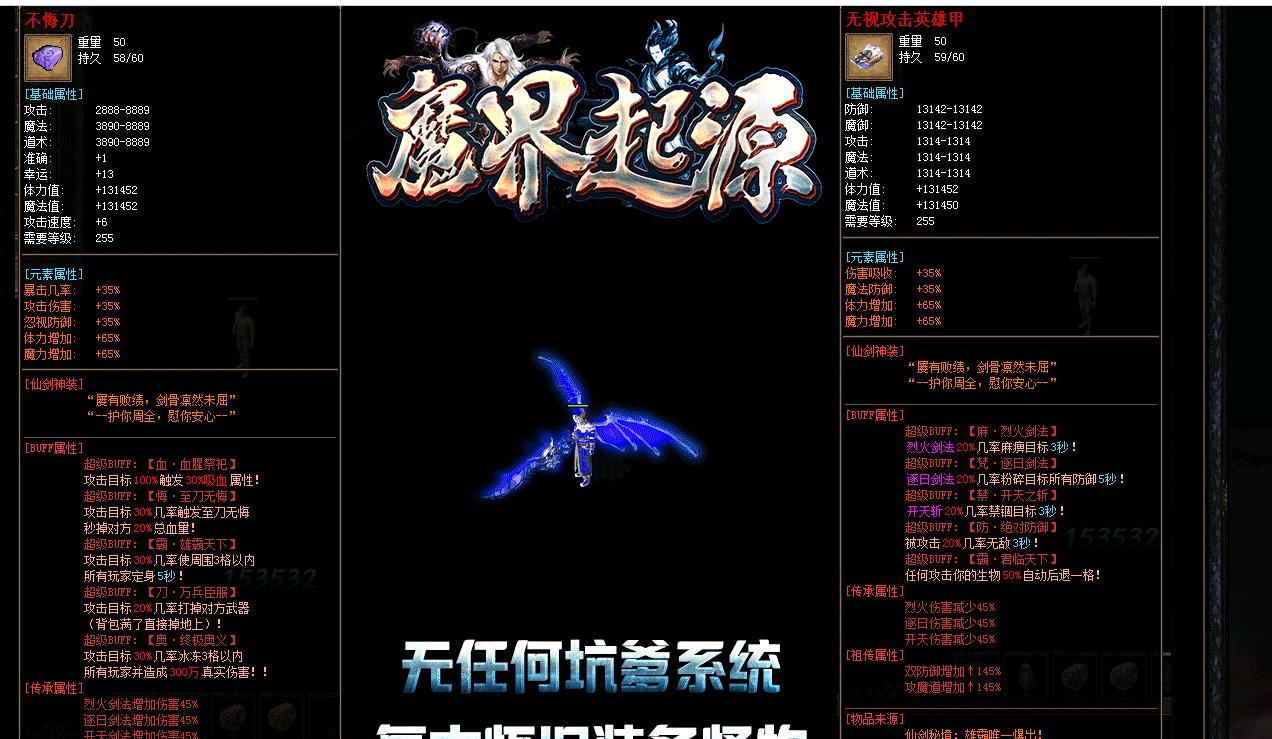 不悔刀
重量 50
持久 58/60
[基础属性]
攻击: 2888-8889
魔法: 3890-8889
道术: 3890-8889
准确: +1
幸运: +13
体力值: +131452
魔法值: +131452
攻击速度: +6
需要等级: 255
[元素属性]
暴击几率: +35%
攻击伤害: +35%
忽视防御: +35%
体力增加: +65%
魔力增加: +65%
[仙剑神装]
“屡有败绩，剑骨凛然未屈”
“--护你周全，慰你安心--”
[BUFF属性]
超级BUFF: 【血·血腥祭祀】
攻击目标100%触发30%吸血属性!
超级BUFF: 【悔·至刀无悔】
攻击目标30%几率触发至刀无悔
秒掉对方20%总血量!
超级BUFF: 【霸·雄霸天下】
攻击目标30%几率使周围3格以内
所有玩家定身5秒!
超级BUFF: 【刀·万兵臣服】
攻击目标20%几率打掉对方武器
（背包满了直接掉地上）!
超级BUFF: 【奥·终极奥义】
攻击目标30%几率冰冻3格以内
所有玩家并造成300万真实伤害!!
[传承属性]
烈火剑法增加伤害45%
逐日剑法增加伤害45%
开天剑法增加伤害45%
153532
魔界起源
无任何坑爹系统
无视攻击英雄甲
重量 50
持久 59/60
[基础属性]
防御: 13142-13142
魔御: 13142-13142
攻击: 1314-1314
魔法: 1314-1314
道术: 1314-1314
体力值: +131452
魔法值: +131450
需要等级: 255
[元素属性]
伤害吸收: +35%
魔法防御: +35%
体力增加: +65%
魔力增加: +65%
[仙剑神装]
“屡有败绩，剑骨凛然未屈”
“--护你周全，慰你安心--”
[BUFF属性]
超级BUFF: 【麻·烈火剑法】
烈火剑法20%几率麻痹目标3秒!
超级BUFF: 【梵·逐日剑法】
逐日剑法20%几率粉碎目标所有防御5秒!
超级BUFF: 【禁·开天之斩】
开天斩20%几率禁锢目标3秒!
超级BUFF: 【防·绝对防御】
被攻击20%几率无敌3秒!
超级BUFF: 【霸·君临天下】
任何攻击你的生物50%自动后退一格!
[传承属性]
烈火伤害减少45%
逐日伤害减少45%
开天伤害减少45%
[祖传属性]
双防御增加↑145%
攻魔道增加↑145%
[物品来源]
仙剑秘境: 雄霸唯一爆出!
153532